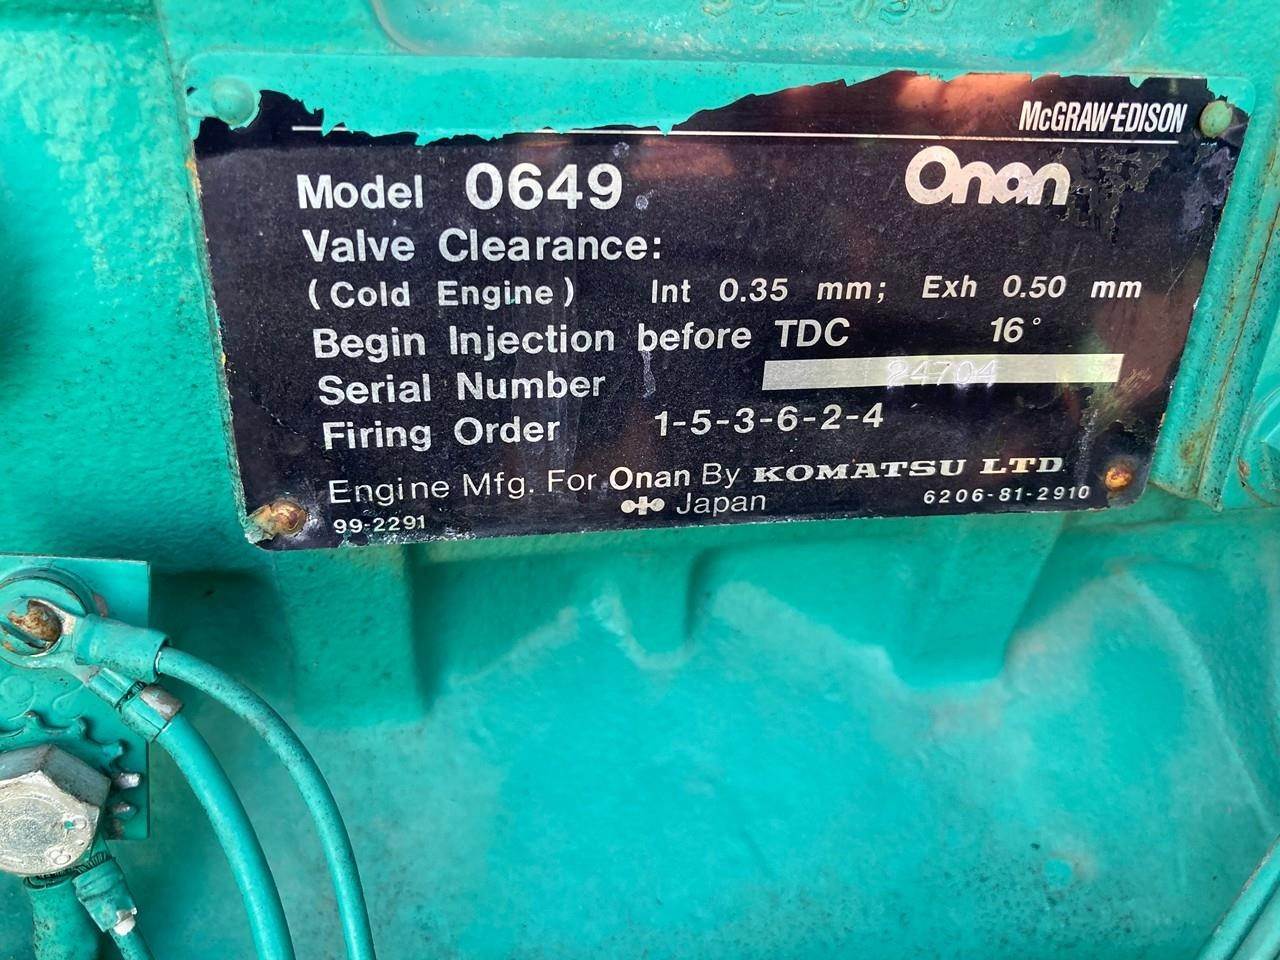 McGRAW-EDISON
Onan
Model 0649
Valve Clearance:
(Cold Engine) Int 0.35 mm; Exh 0.50 mm
Begin Injection before TDC 16°
Serial Number 24704
Firing Order 1-5-3-6-2-4
Engine Mfg. For Onan By KOMATSU LTD
Japan
99-2291 6206-81-2910